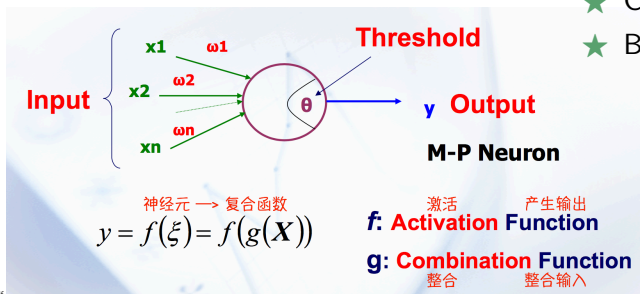 C
B
Threshold
x1 ω1
x2 ω2
Input
θ
y Output
ωn
xn
M-P Neuron
神经元 —> 复合函数
y = f(ξ) = f(g(X))
激活 产生输出
f: Activation Function
g: Combination Function
整合 整合输入